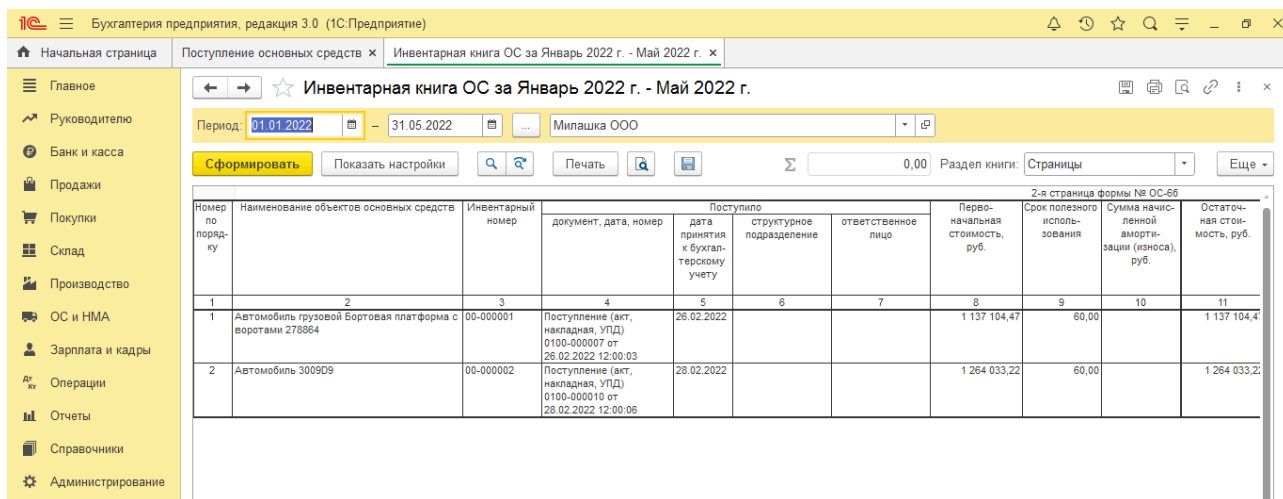 Бухгалтерия предприятия, редакция 3.0 (1С:Предприятие)
Начальная страница
Поступление основных средств ×
Инвентарная книга ОС за Январь 2022 г. - Май 2022 г. ×
Главное
Руководителю
Банк и касса
Продажи
Покупки
Склад
Производство
ОС и НМА
Зарплата и кадры
Операции
Отчеты
Справочники
Администрирование
Инвентарная книга ОС за Январь 2022 г. - Май 2022 г.
Период: 01.01.2022 – 31.05.2022 ... Милашка ООО
Сформировать Показать настройки Печать Σ 0,00 Раздел книги: Страницы Еще
2-я страница формы № ОС-6б
Номер
по
поряд-
ку
Наименование объектов основных средств
Инвентарный
номер
Поступило
документ, дата, номер
дата
принятия
к бухгал-
терскому
учету
структурное
подразделение
ответственное
лицо
Перво-
начальная
стоимость,
руб.
Срок полезного
исполь-
зования
Сумма начис-
ленной
аморти-
зации (износа),
руб.
Остаточ-
ная стои-
мость, руб.
1 2 3 4 5 6 7 8 9 10 11
1
Автомобиль грузовой Бортовая платформа с
воротами 278864
00-000001
Поступление (акт,
накладная, УПД)
0100-000007 от
26.02.2022 12:00:03
26.02.2022
1 137 104,47
60,00
1 137 104,47
2
Автомобиль 3009D9
00-000002
Поступление (акт,
накладная, УПД)
0100-000010 от
28.02.2022 12:00:06
28.02.2022
1 264 033,22
60,00
1 264 033,22